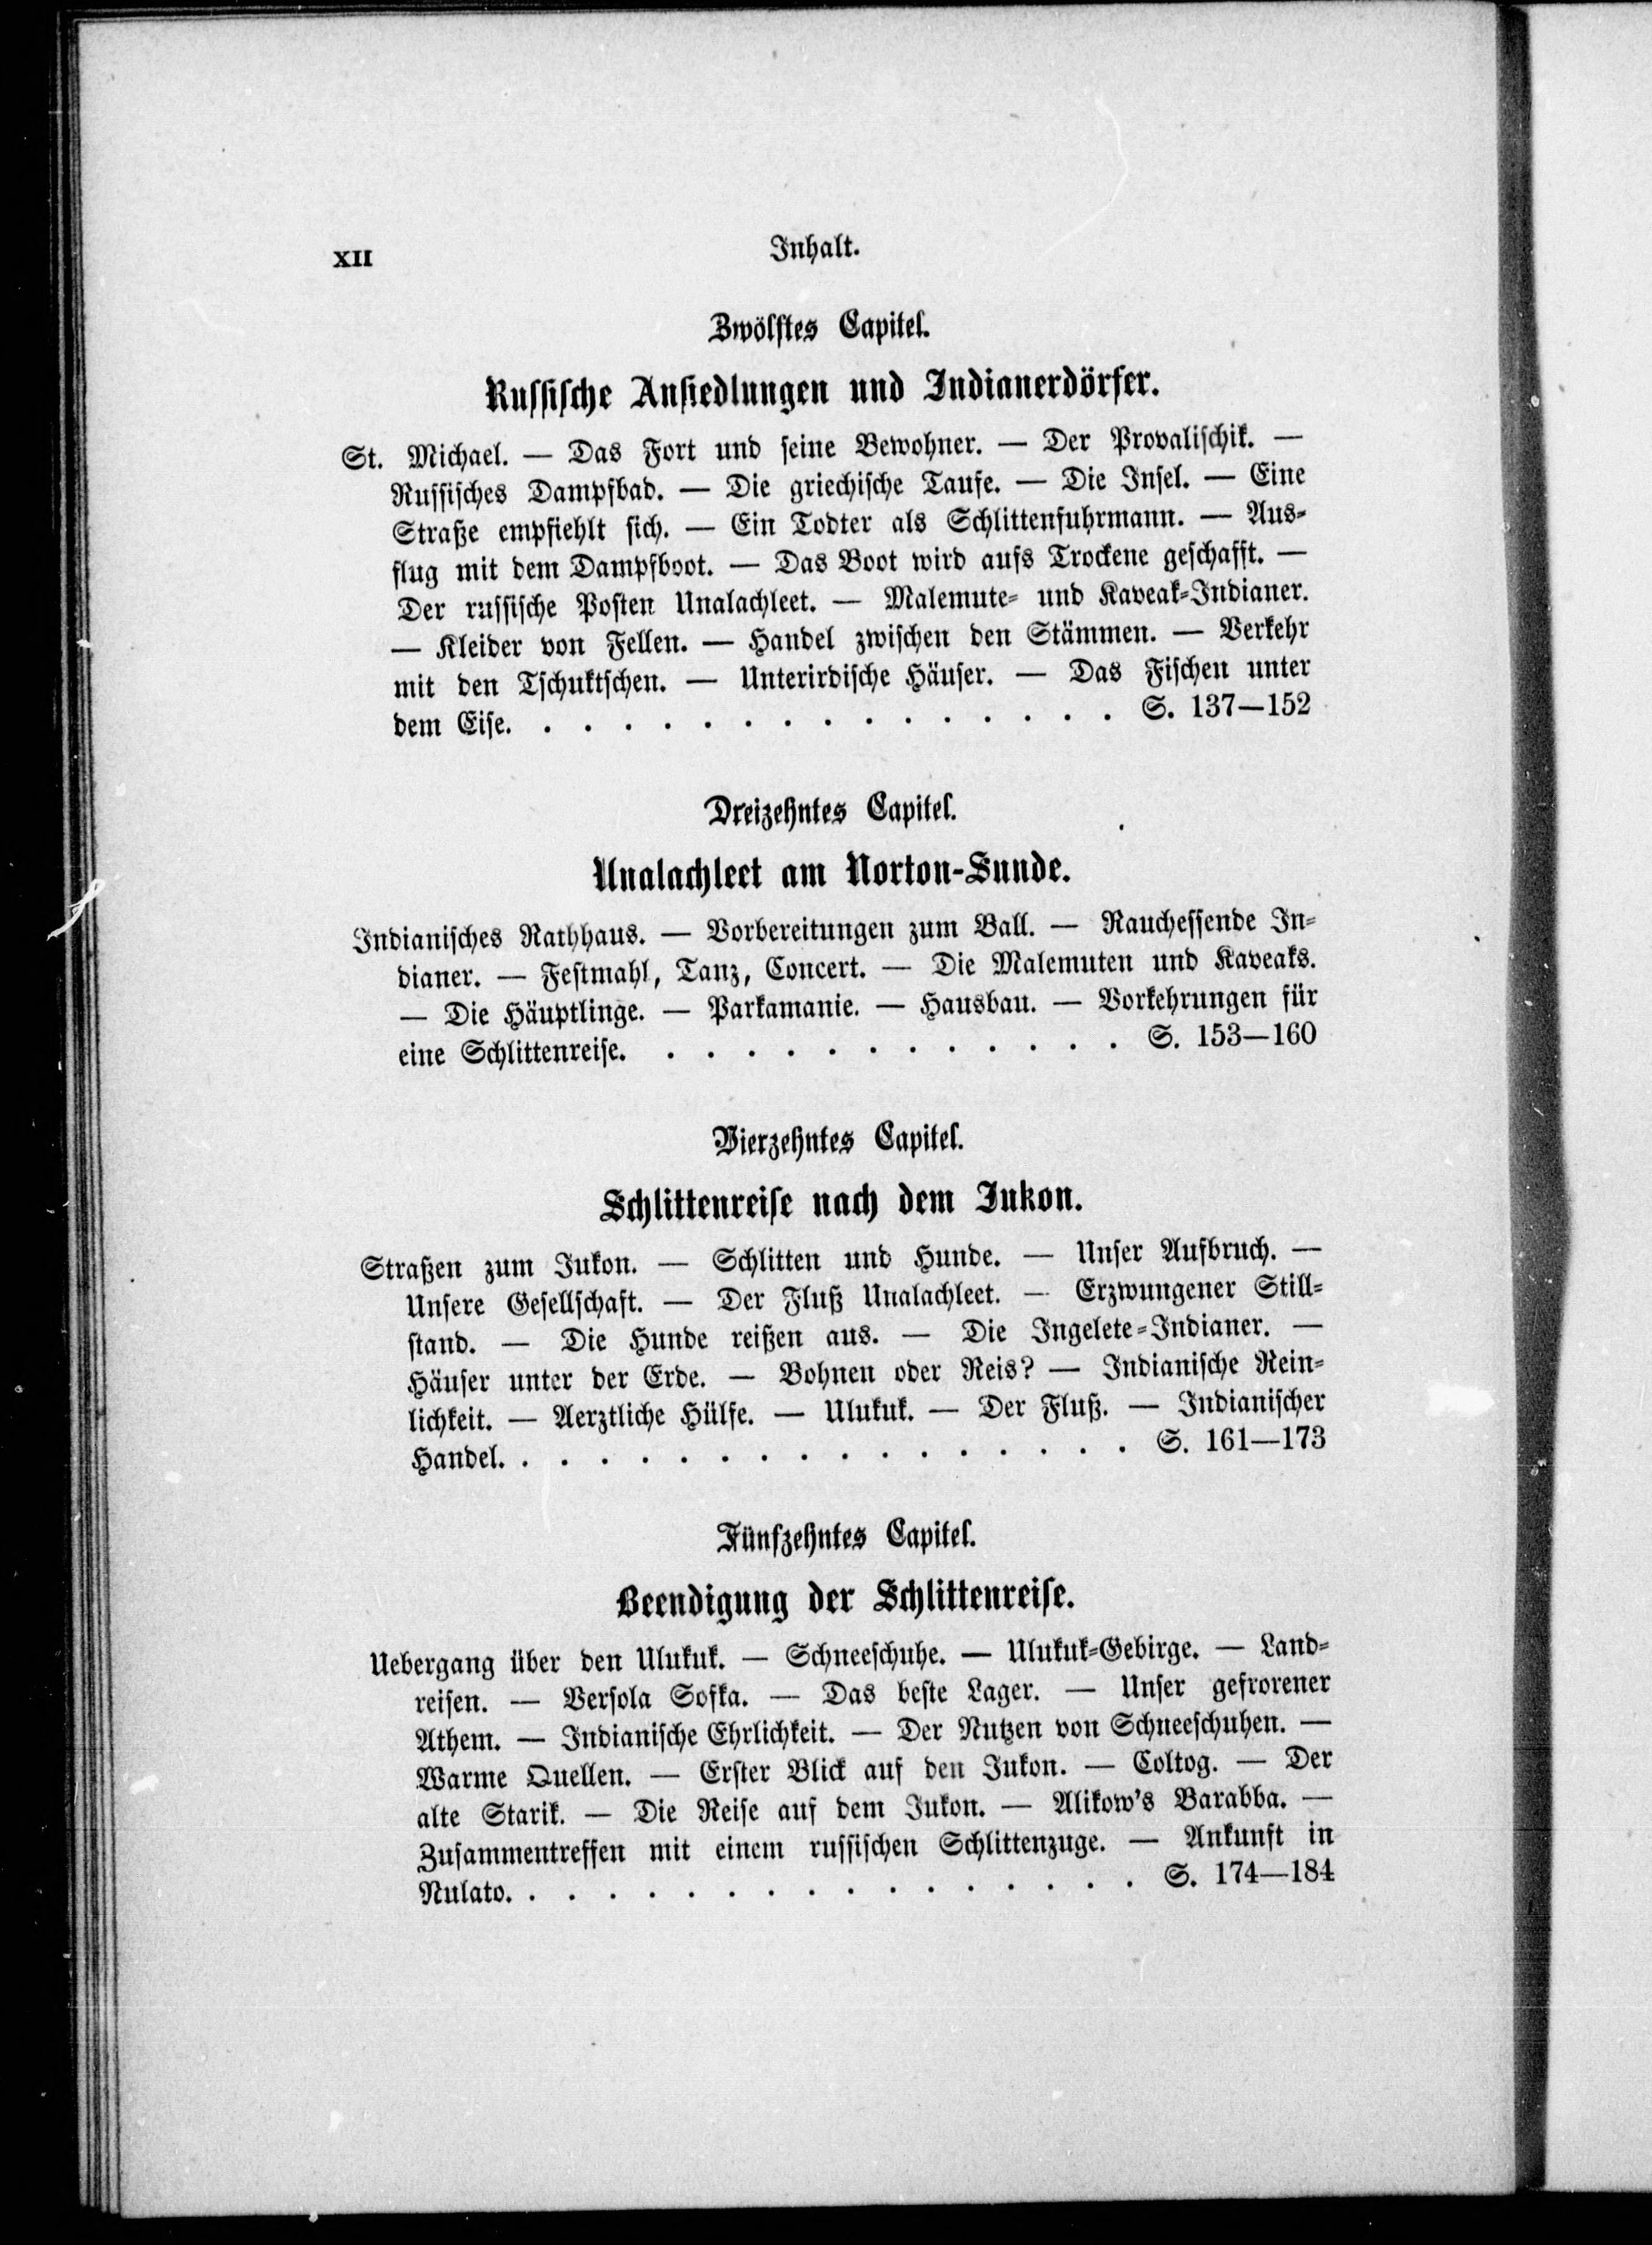 XII
Inhalt.
Zwölftes Capitel.
Russische Ansiedlungen und Indianerdörfer.
St. Michael. — Das Fort und seine Bewohner. — Der Provalischik. —
Russisches Dampfbad. — Die griechische Taufe. — Die Insel. — Eine
Straße empfiehlt sich. — Ein Todter als Schlittenfuhrmann. — Aus-
flug mit dem Dampfboot. — Das Boot wird aufs Trockene geschafft. —
Der russische Posten Unalachleet. — Malemute- und Kaveak-Indianer.
— Kleider von Fellen. — Handel zwischen den Stämmen. — Verkehr
mit den Tschuktschen. — Unterirdische Häuser. — Das Fischen unter
dem Eise. . . . . . . . . . . . . . . . S. 137—152
Dreizehntes Capitel.
Unalachleet am Norton-Sunde.
Indianisches Rathhaus. — Vorbereitungen zum Ball. — Rauchessende In-
dianer. — Festmahl, Tanz, Concert. — Die Malemuten und Kaveaks.
— Die Häuptlinge. — Parkamanie. — Hausbau. — Vorkehrungen für
eine Schlittenreise. . . . . . . . . . . . . S. 153—160
Vierzehntes Capitel.
Schlittenreise nach dem Jukon.
Straßen zum Jukon. — Schlitten und Hunde. — Unser Aufbruch. —
Unsere Gesellschaft. — Der Fluß Unalachleet. — Erzwungener Still-
stand. — Die Hunde reißen aus. — Die Ingelete-Indianer. —
Häuser unter der Erde. — Bohnen oder Reis? — Indianische Rein-
lichkeit. — Aerztliche Hülfe. — Ulukuk. — Der Fluß. — Indianischer
Handel. . . . . . . . . . . . . . . . . S. 161—173
Fünfzehntes Capitel.
Beendigung der Schlittenreise.
Uebergang über den Ulukuk. — Schneeschuhe. — Ulukuk-Gebirge. — Land-
reisen. — Versola Sofka. — Das beste Lager. — Unser gefrorener
Athem. — Indianische Ehrlichkeit. — Der Nutzen von Schneeschuhen. —
Warme Quellen. — Erster Blick auf den Jukon. — Coltog. — Der
alte Starik. — Die Reise auf dem Jukon. — Alikow's Barabba. —
Zusammentreffen mit einem russischen Schlittenzuge. — Ankunft in
Nulato. . . . . . . . . . . . . . . . . S. 174—184